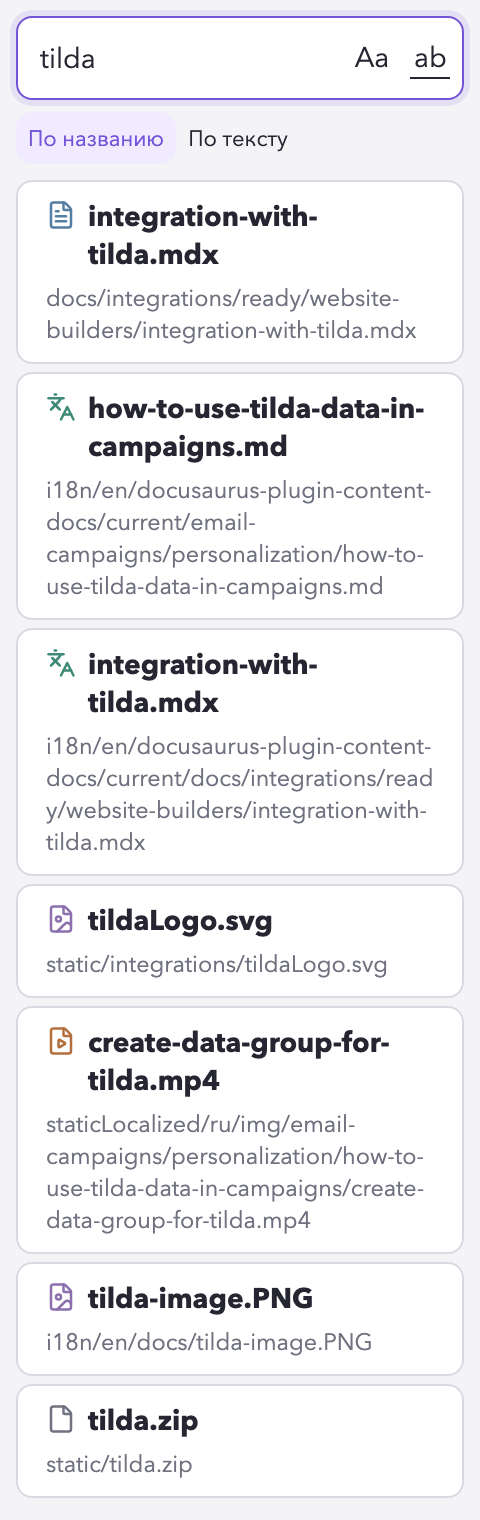 tilda Aa ab
По названию По тексту
integration-with-
tilda.mdx
docs/integrations/ready/website-
builders/integration-with-tilda.mdx
how-to-use-tilda-data-in-
campaigns.md
i18n/en/docusaurus-plugin-content-
docs/current/email-
campaigns/personalization/how-to-
use-tilda-data-in-campaigns.md
integration-with-
tilda.mdx
i18n/en/docusaurus-plugin-content-
docs/current/docs/integrations/read
y/website-builders/integration-with-
tilda.mdx
tildaLogo.svg
static/integrations/tildaLogo.svg
create-data-group-for-
tilda.mp4
staticLocalized/ru/img/email-
campaigns/personalization/how-to-
use-tilda-data-in-campaigns/create-
data-group-for-tilda.mp4
tilda-image.PNG
i18n/en/docs/tilda-image.PNG
tilda.zip
static/tilda.zip